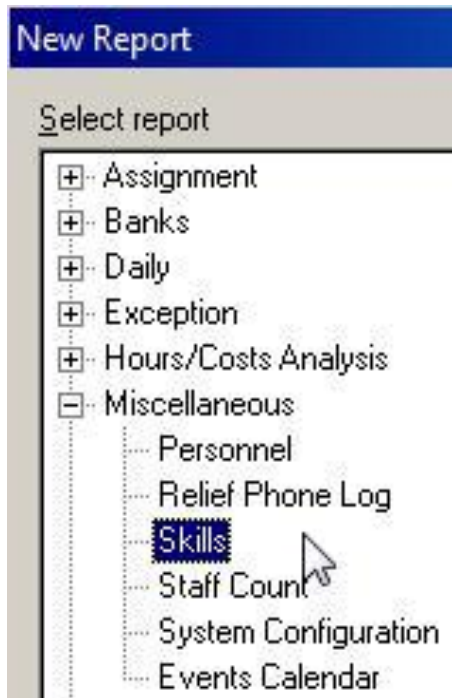 New Report
Select report
Assignment
Banks
Daily
Exception
Hours/Costs Analysis
Miscellaneous
Personnel
Relief Phone Log
Skills
Staff Count
System Configuration
Events Calendar